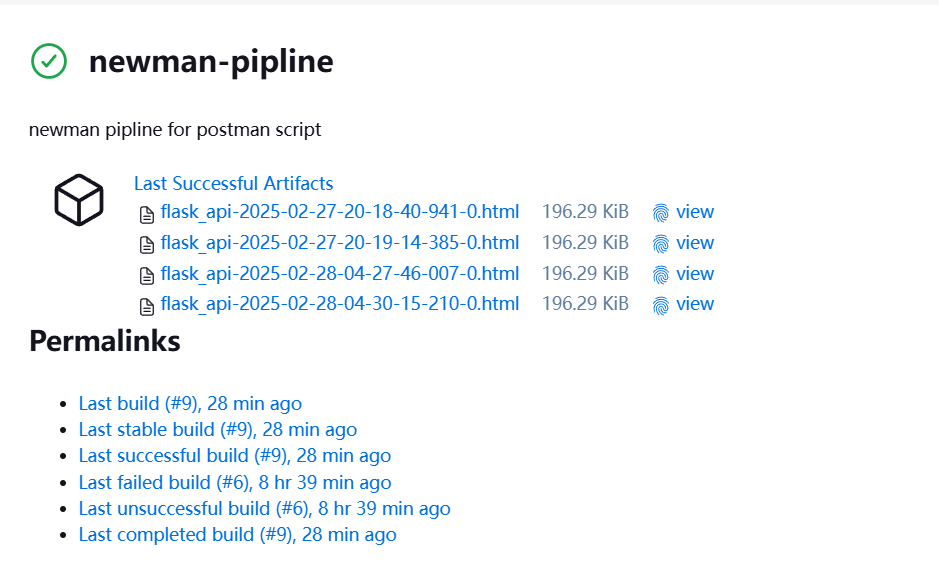 newman-pipline
newman pipline for postman script
Last Successful Artifacts
flask_api-2025-02-27-20-18-40-941-0.html 196.29 KiB view
flask_api-2025-02-27-20-19-14-385-0.html 196.29 KiB view
flask_api-2025-02-28-04-27-46-007-0.html 196.29 KiB view
flask_api-2025-02-28-04-30-15-210-0.html 196.29 KiB view
Permalinks
Last build (#9), 28 min ago
Last stable build (#9), 28 min ago
Last successful build (#9), 28 min ago
Last failed build (#6), 8 hr 39 min ago
Last unsuccessful build (#6), 8 hr 39 min ago
Last completed build (#9), 28 min ago